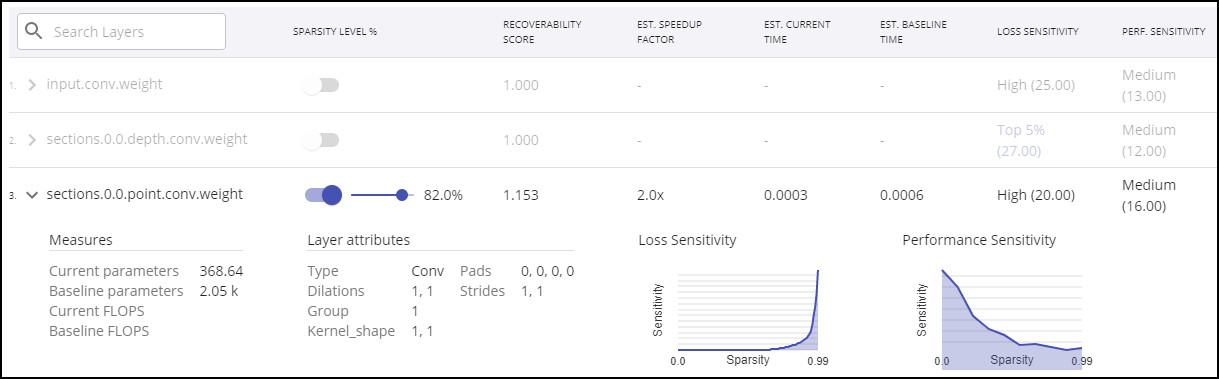 Search Layers
SPARSITY LEVEL %
RECOVERABILITY
SCORE
EST. SPEEDUP
FACTOR
EST. CURRENT
TIME
EST. BASELINE
TIME
LOSS SENSITIVITY
PERF. SENSITIVITY
1. input.conv.weight 1.000 - - - High (25.00) Medium
(13.00)
2. sections.0.0.depth.conv.weight 1.000 - - - Top 5%
(27.00)
Medium
(12.00)
3. sections.0.0.point.conv.weight 82.0% 1.153 2.0x 0.0003 0.0006 High (20.00) Medium
(16.00)
Measures
Current parameters 368.64
Baseline parameters 2.05 k
Current FLOPS
Baseline FLOPS
Layer attributes
Type Conv Pads 0, 0, 0, 0
Dilations 1, 1 Strides 1, 1
Group 1
Kernel_shape 1, 1
Loss Sensitivity
Sensitivity
0.0 Sparsity 0.99
Performance Sensitivity
Sensitivity
0.0 Sparsity 0.99